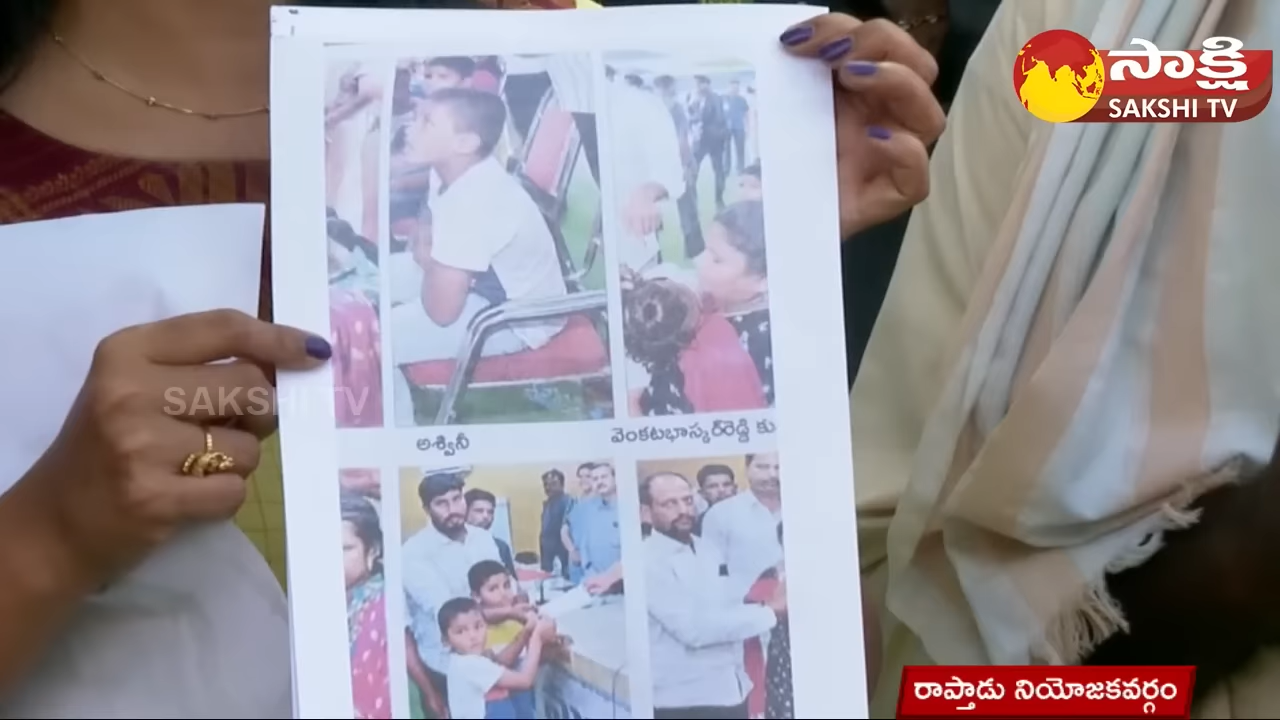 సాక్షి
SAKSHI TV
SAKSHI TV
అశ్వినీ
వెంకటభాస్కర్‌రెడ్డి కు
రాప్తాడు నియోజకవర్గం